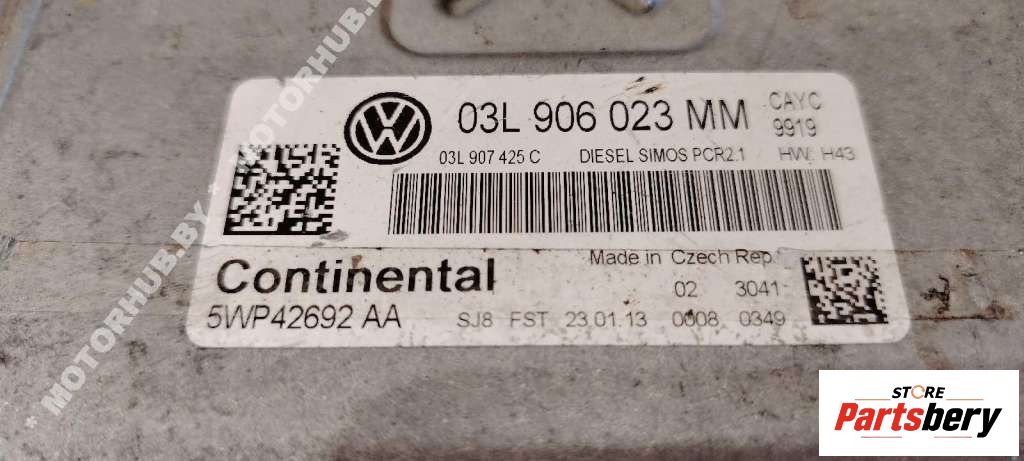 03L 906 023 MM CAYC
9919
03L 907 425 C DIESEL SIMOS PCR2.1 HW: H43
Continental Made in Czech Rep.
02 3041
5WP42692 AA SJ8 FST 23.01.13 0008 0349
* MOTORHUB.BY * MOTORHUB.BY
STORE
Partsbery